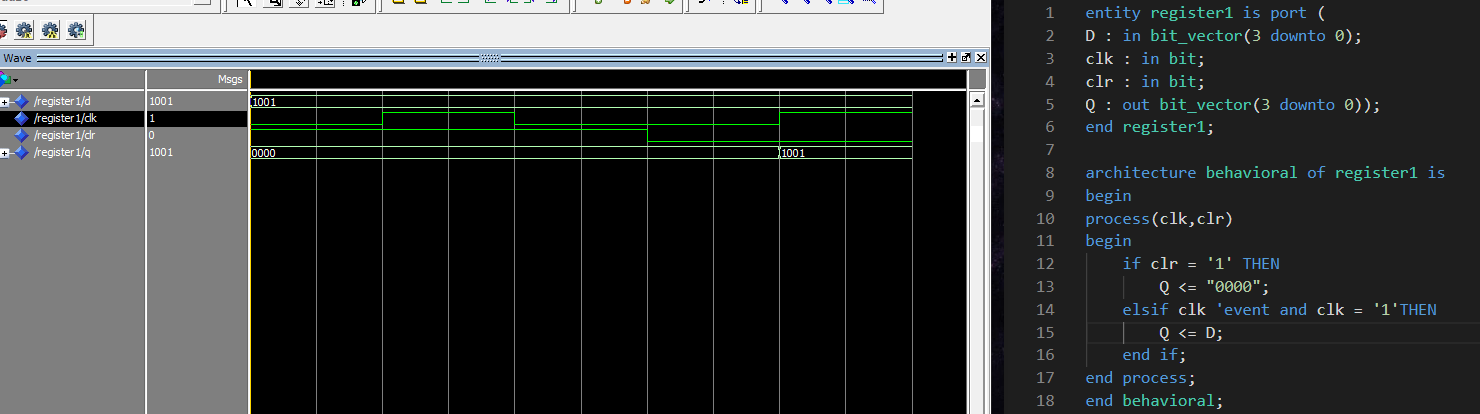 Wave
Msgs
/register1/d 1001 1001
/register1/clk 1
/register1/clr 0
/register1/q 1001 0000 1001
1 entity register1 is port (
2 D : in bit_vector(3 downto 0);
3 clk : in bit;
4 clr : in bit;
5 Q : out bit_vector(3 downto 0));
6 end register1;
7
8 architecture behavioral of register1 is
9 begin
10 process(clk,clr)
11 begin
12 if clr = '1' THEN
13 Q <= "0000";
14 elsif clk 'event and clk = '1'THEN
15 Q <= D;
16 end if;
17 end process;
18 end behavioral;